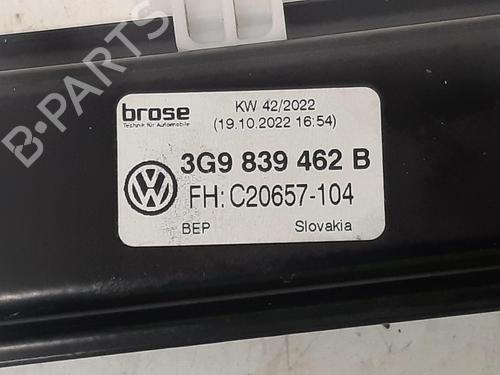 B-PARTS
brose
Technik für Automobile
KW 42/2022
(19.10.2022 16:54)
3G9 839 462 B
FH: C20657-104
BEP
Slovakia